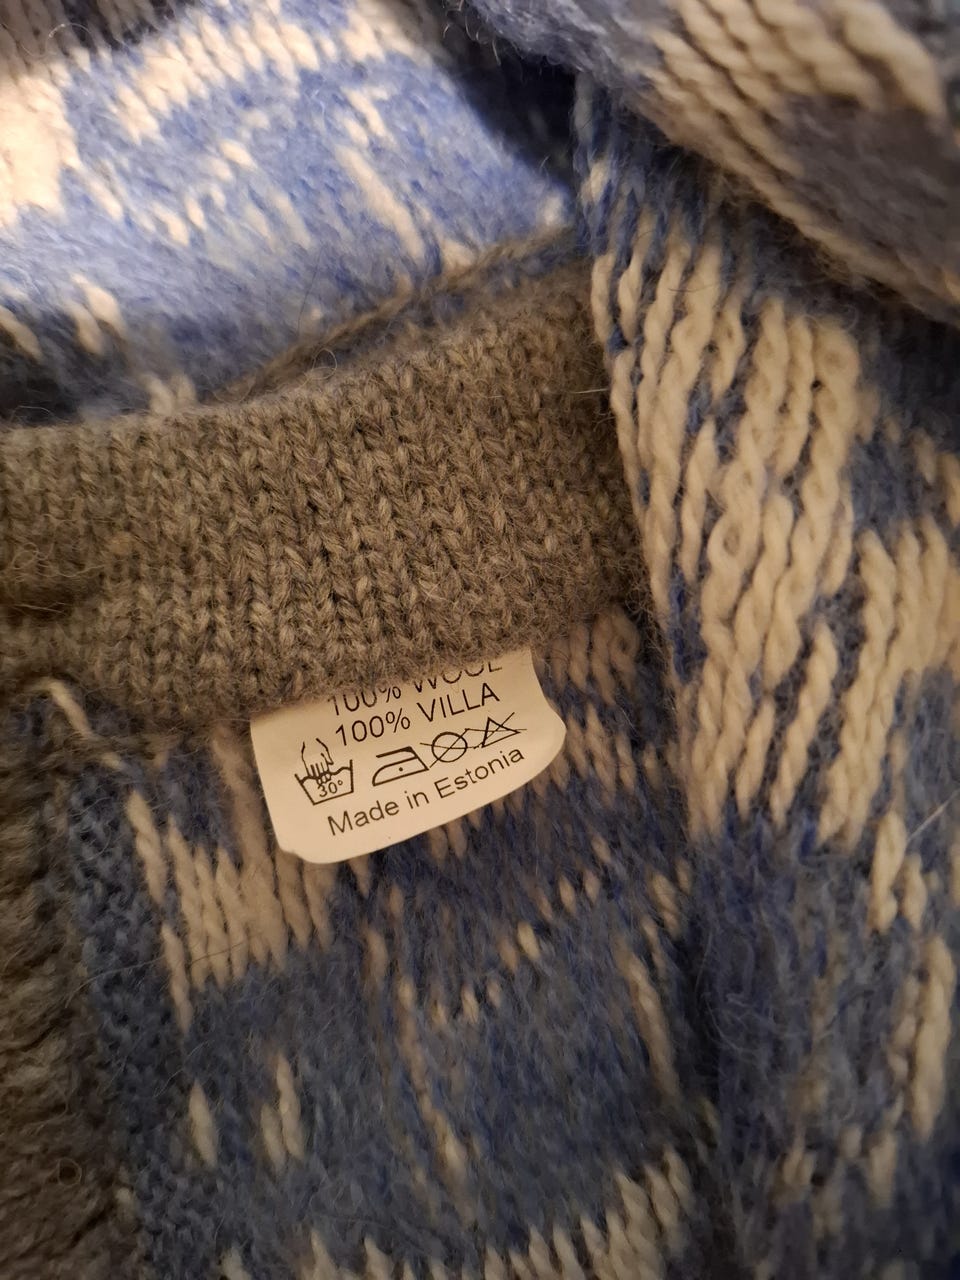 100% WOOL
100% VILLA
30°
Made in Estonia